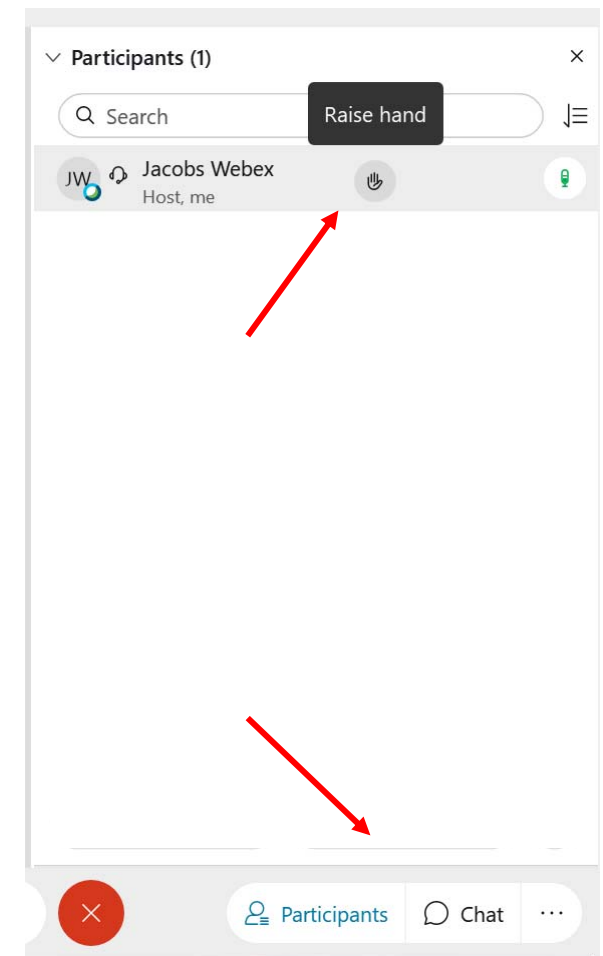 Participants (1)
Search
Raise hand
JW
Jacobs Webex
Host, me
Participants
Chat